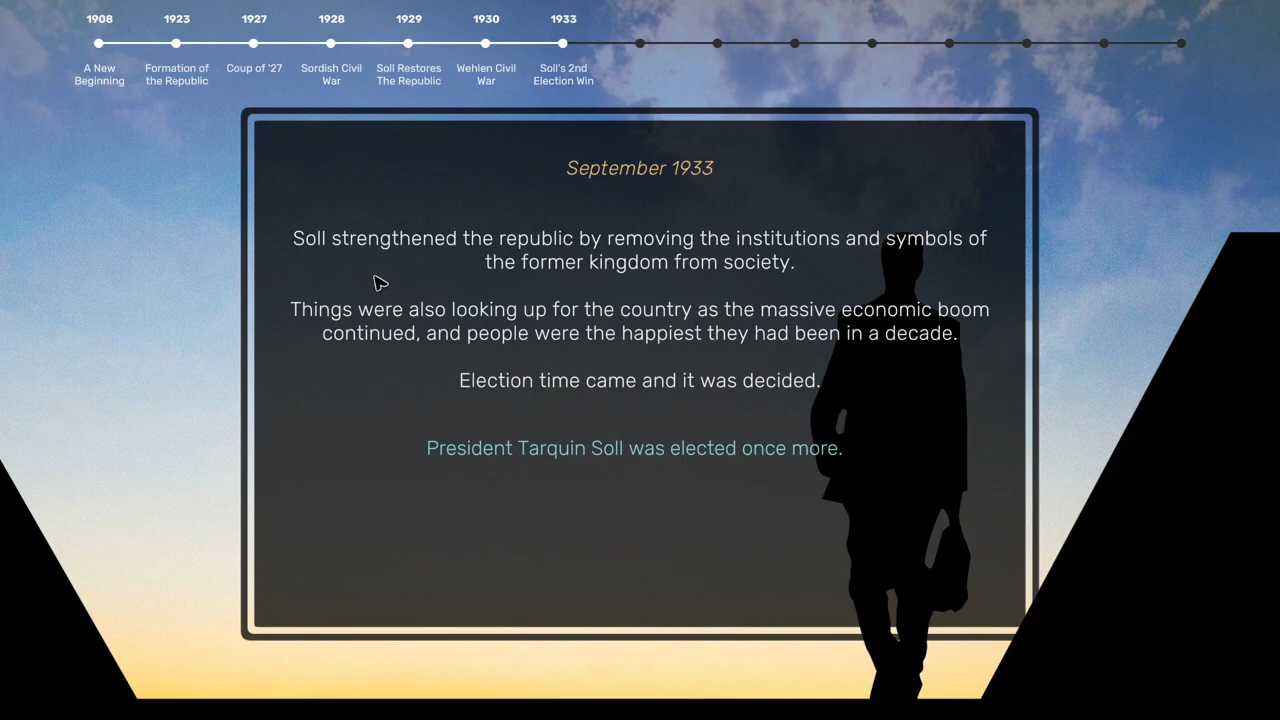 1908 1923 1927 1928 1929 1930 1933
A New Formation of Coup of '27 Sordish Civil Soll Restores Wehlen Civil Soll's 2nd
Beginning the Republic War The Republic War Election Win
September 1933
Soll strengthened the republic by removing the institutions and symbols of
the former kingdom from society.
Things were also looking up for the country as the massive economic boom
continued, and people were the happiest they had been in a decade.
Election time came and it was decided.
President Tarquin Soll was elected once more.